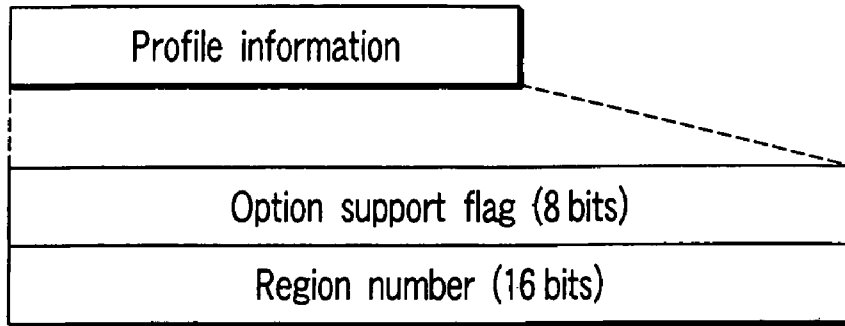 Profile information
Option support flag (8 bits)
Region number (16 bits)